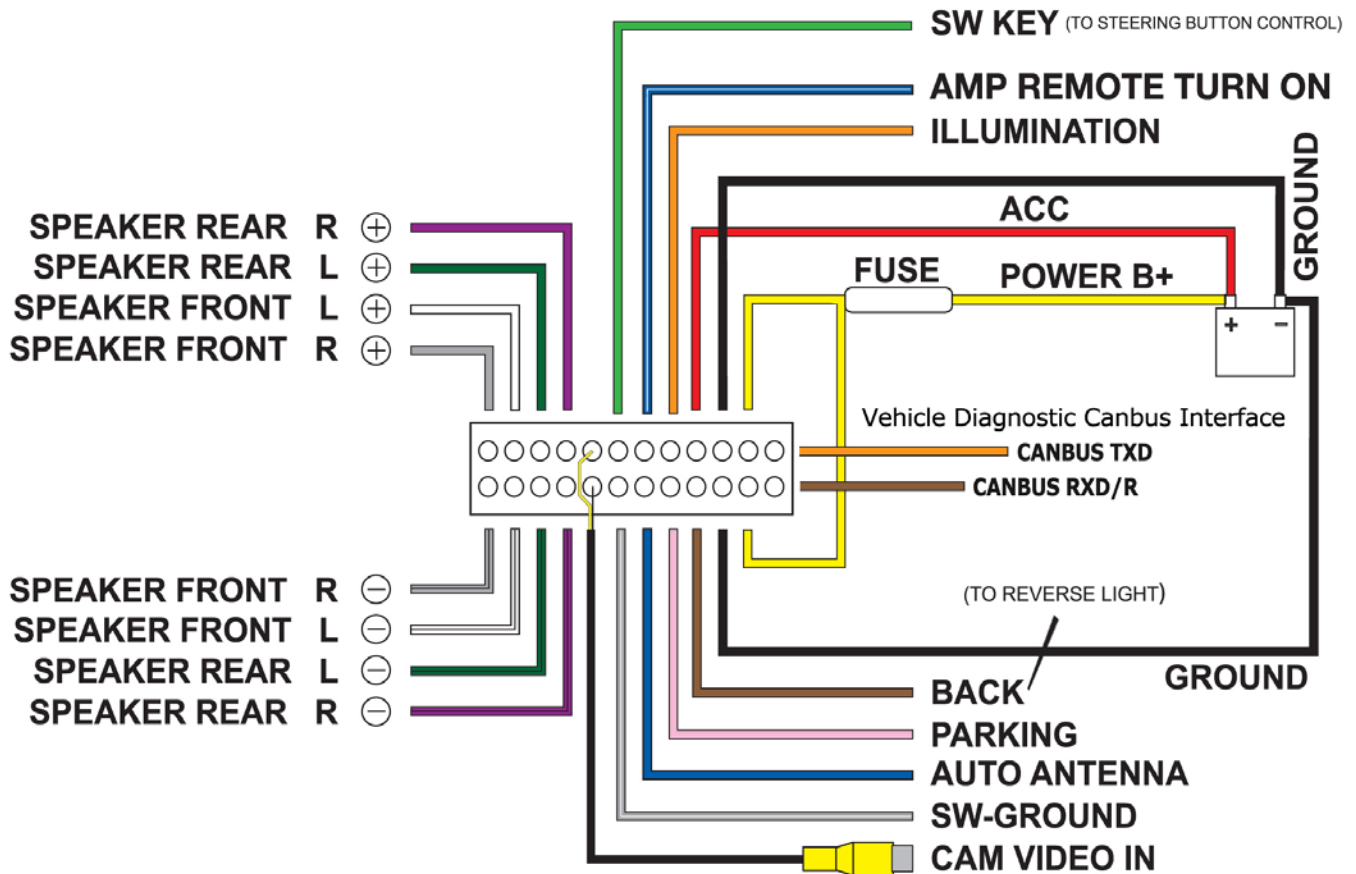 SW KEY (TO STEERING BUTTON CONTROL)
AMP REMOTE TURN ON
ILLUMINATION
GROUND
ACC
FUSE
POWER B+
+ −
SPEAKER REAR R ⊕
SPEAKER REAR L ⊕
SPEAKER FRONT L ⊕
SPEAKER FRONT R ⊕
Vehicle Diagnostic Canbus Interface
CANBUS TXD
CANBUS RXD/R
SPEAKER FRONT R ⊖
SPEAKER FRONT L ⊖
SPEAKER REAR L ⊖
SPEAKER REAR R ⊖
(TO REVERSE LIGHT)
GROUND
BACK
PARKING
AUTO ANTENNA
SW-GROUND
CAM VIDEO IN